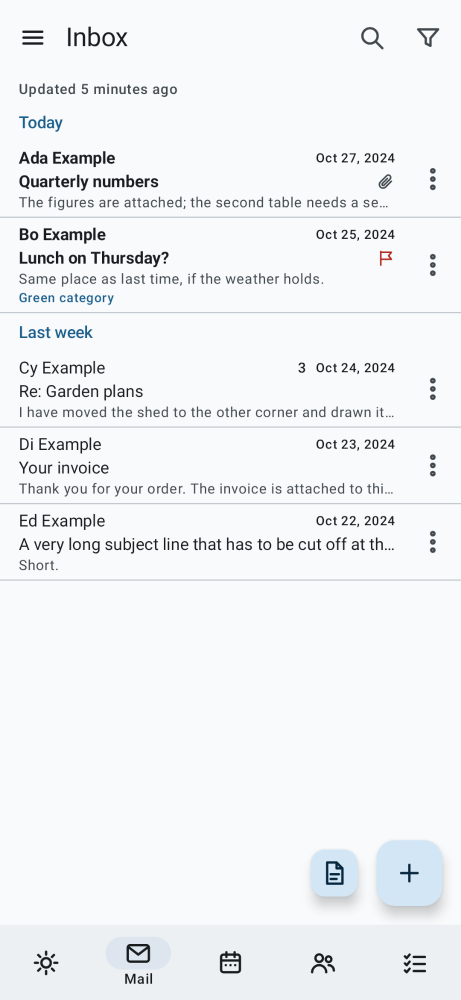 Inbox
Updated 5 minutes ago
Today
Ada Example Oct 27, 2024
Quarterly numbers
The figures are attached; the second table needs a se…
Bo Example Oct 25, 2024
Lunch on Thursday?
Same place as last time, if the weather holds.
Green category
Last week
Cy Example 3 Oct 24, 2024
Re: Garden plans
I have moved the shed to the other corner and drawn it…
Di Example Oct 23, 2024
Your invoice
Thank you for your order. The invoice is attached to thi…
Ed Example Oct 22, 2024
A very long subject line that has to be cut off at th…
Short.
Mail